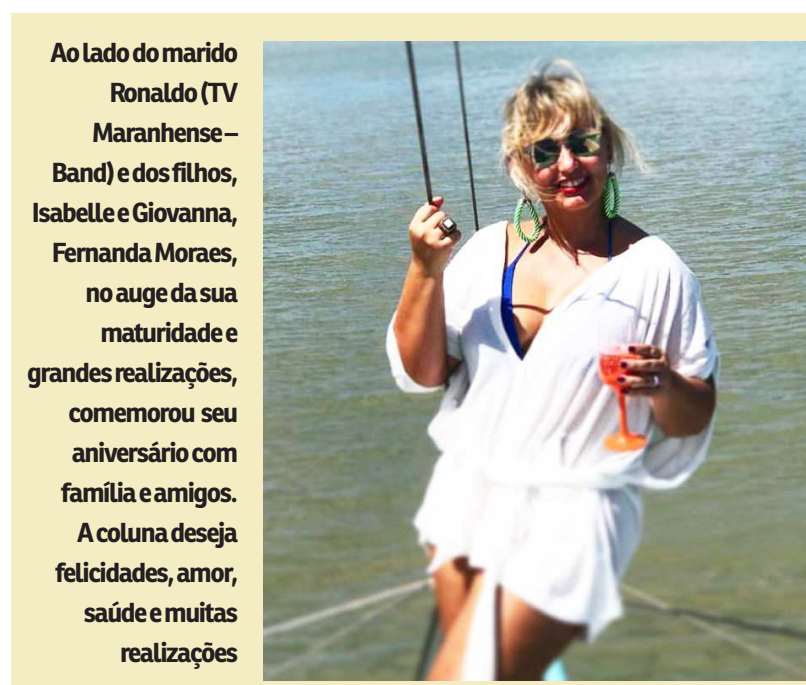 Ao lado do marido
Ronaldo (TV
Maranhense –
Band) e dos filhos,
Isabelle e Giovanna,
Fernanda Moraes,
no auge da sua
maturidade e
grandes realizações,
comemorou seu
aniversário com
família e amigos.
A coluna deseja
felicidades, amor,
saúde e muitas
realizações